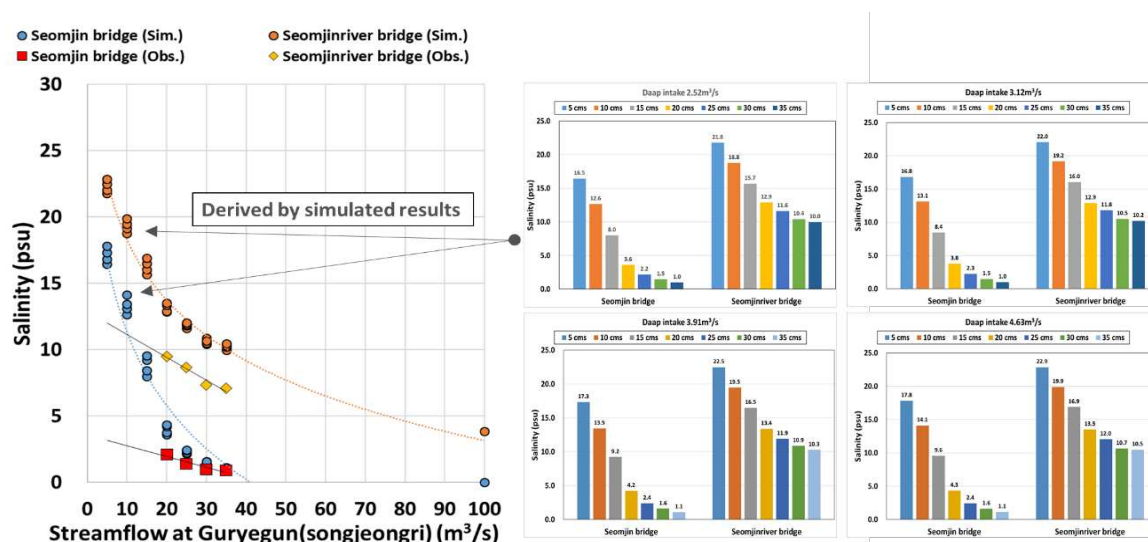 Seomjin bridge (Sim.) Seomjinriver bridge (Sim.)
Seomjin bridge (Obs.) Seomjinriver bridge (Obs.)
Salinity (psu)
30
25
20
15
10
5
0
Derived by simulated results
0 10 20 30 40 50 60 70 80 90 100
Streamflow at Guryegun(songjeongri) (m³/s)
Daap intake 2.52m³/s
5 cms 10 cms 15 cms 20 cms 25 cms 30 cms 35 cms
Salinity (psu)
25.0
20.0
15.0
10.0
5.0
0.0
16.5 12.6 8.0 3.6 2.2 1.5 1.0
21.8 18.8 15.7 12.9 11.6 10.4 10.0
Seomjin bridge Seomjinriver bridge
Daap intake 3.12m³/s
5 cms 10 cms 15 cms 20 cms 25 cms 30 cms 35 cms
Salinity (psu)
25.0
20.0
15.0
10.0
5.0
0.0
16.8 13.1 8.4 3.8 2.3 1.5 1.0
22.0 19.2 16.0 12.9 11.8 10.5 10.2
Seomjin bridge Seomjinriver bridge
Daap intake 3.91m³/s
5 cms 10 cms 15 cms 20 cms 25 cms 30 cms 35 cms
Salinity (psu)
25.0
20.0
15.0
10.0
5.0
0.0
17.3 13.5 9.2 4.2 2.4 1.6 1.1
22.5 19.5 16.5 13.4 11.9 10.9 10.3
Seomjin bridge Seomjinriver bridge
Daap intake 4.63m³/s
5 cms 10 cms 15 cms 20 cms 25 cms 30 cms 35 cms
Salinity (psu)
25.0
20.0
15.0
10.0
5.0
0.0
17.8 14.1 9.6 4.3 2.4 1.6 1.1
22.9 19.9 16.9 13.5 12.0 10.7 10.5
Seomjin bridge Seomjinriver bridge